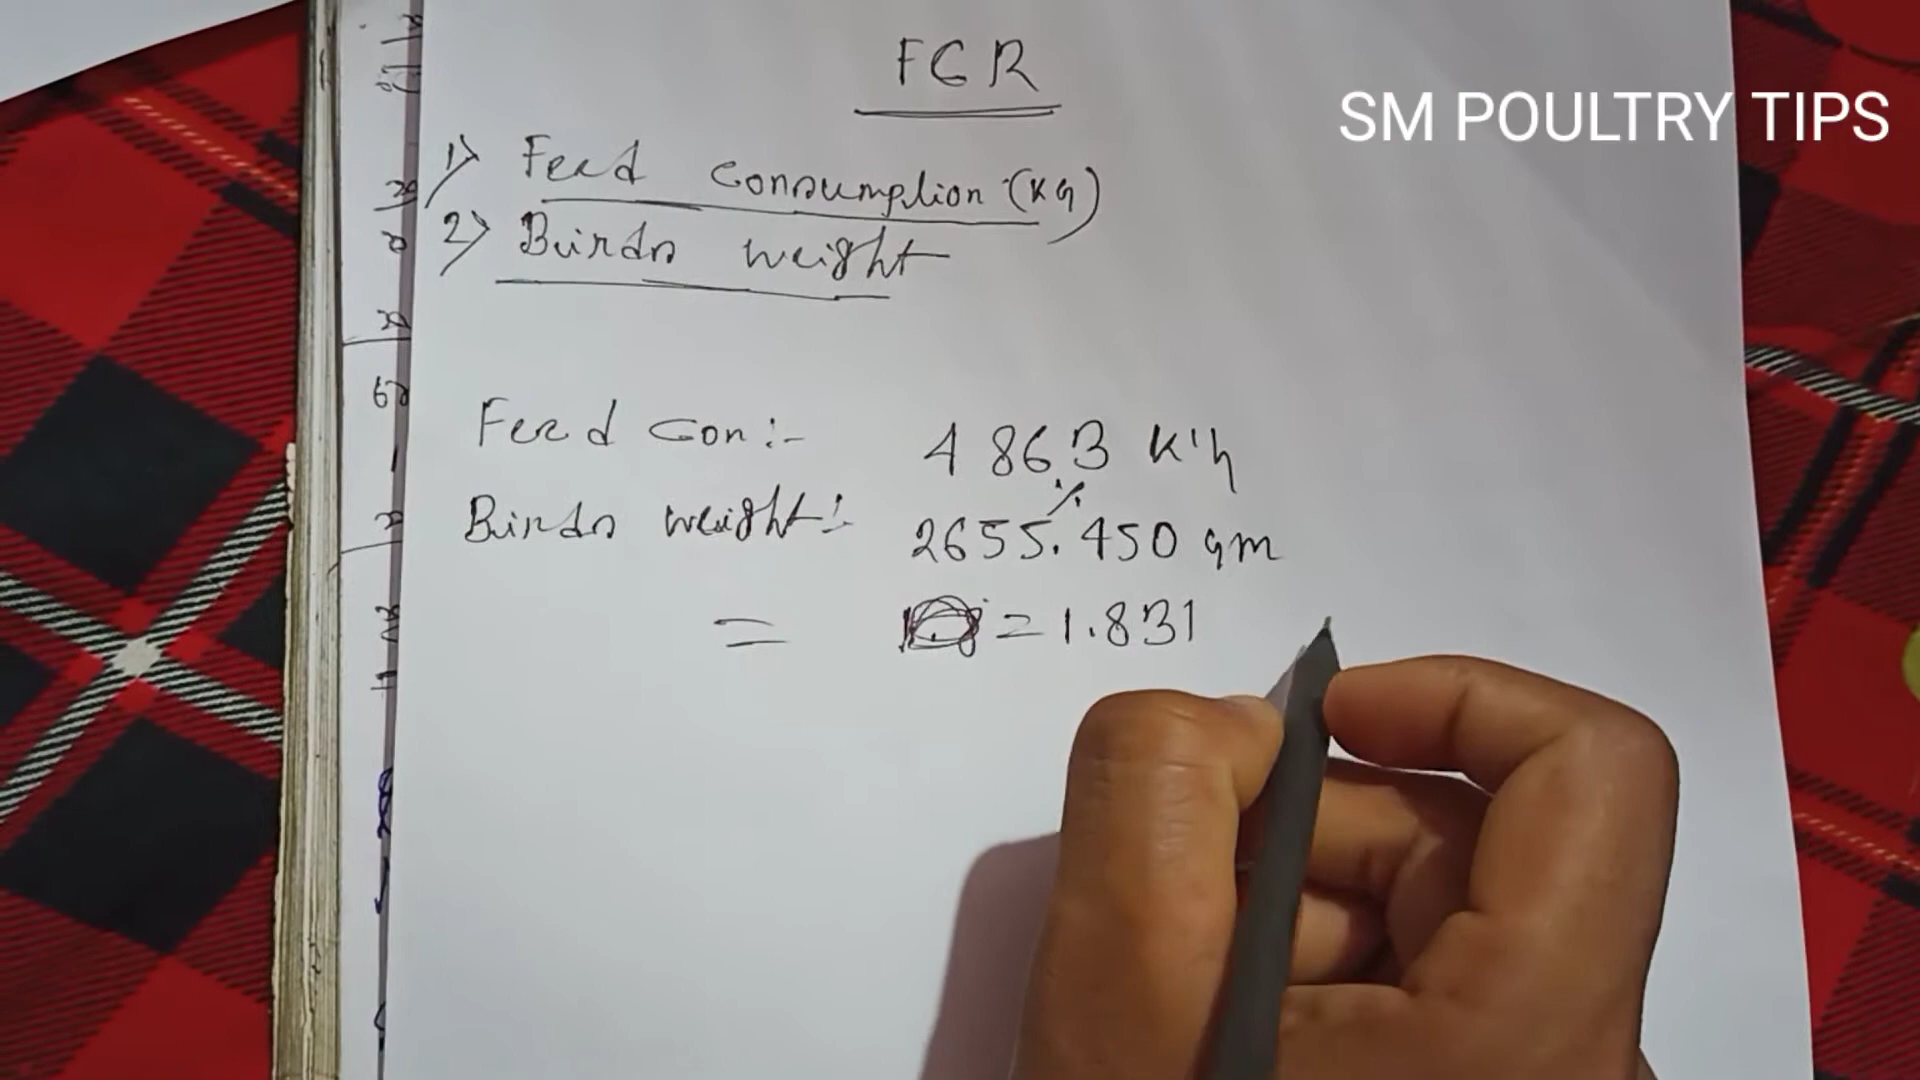 FCR
SM POULTRY TIPS
1) Feed Consumption (KG)
2) Birds weight
Feed Con:-
4863 KG
Birds weight:
%
2655.450 gm
=
= 1.831